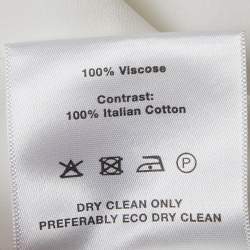 100% Viscose
Contrast:
100% Italian Cotton
P
DRY CLEAN ONLY
PREFERABLY ECO DRY CLEAN